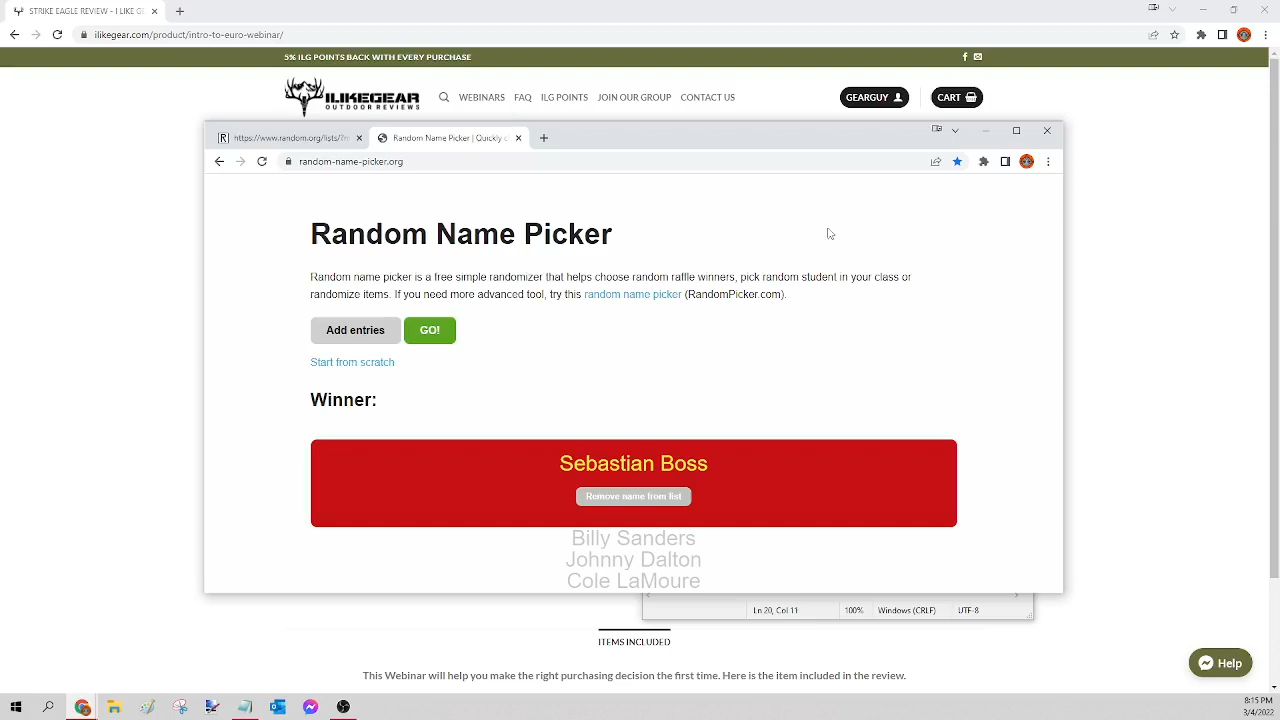 STRIKE EAGLE REVIEW - I LIKE GE
ilikegear.com/product/intro-to-euro-webinar/
5% ILG POINTS BACK WITH EVERY PURCHASE
ILIKEGEAR
OUTDOOR REVIEWS
WEBINARS FAQ ILG POINTS JOIN OUR GROUP CONTACT US
GEARGUY CART
https://www.random.org/lists/?m
Random Name Picker | Quickly c
random-name-picker.org
Random Name Picker
Random name picker is a free simple randomizer that helps choose random raffle winners, pick random student in your class or
randomize items. If you need more advanced tool, try this random name picker (RandomPicker.com).
Add entries GO!
Start from scratch
Winner:
Sebastian Boss
Remove name from list
Billy Sanders
Johnny Dalton
Cole LaMoure
Ln 20, Col 11 100% Windows (CRLF) UTF-8
ITEMS INCLUDED
This Webinar will help you make the right purchasing decision the first time. Here is the item included in the review.
Help
8:15 PM
3/4/2022